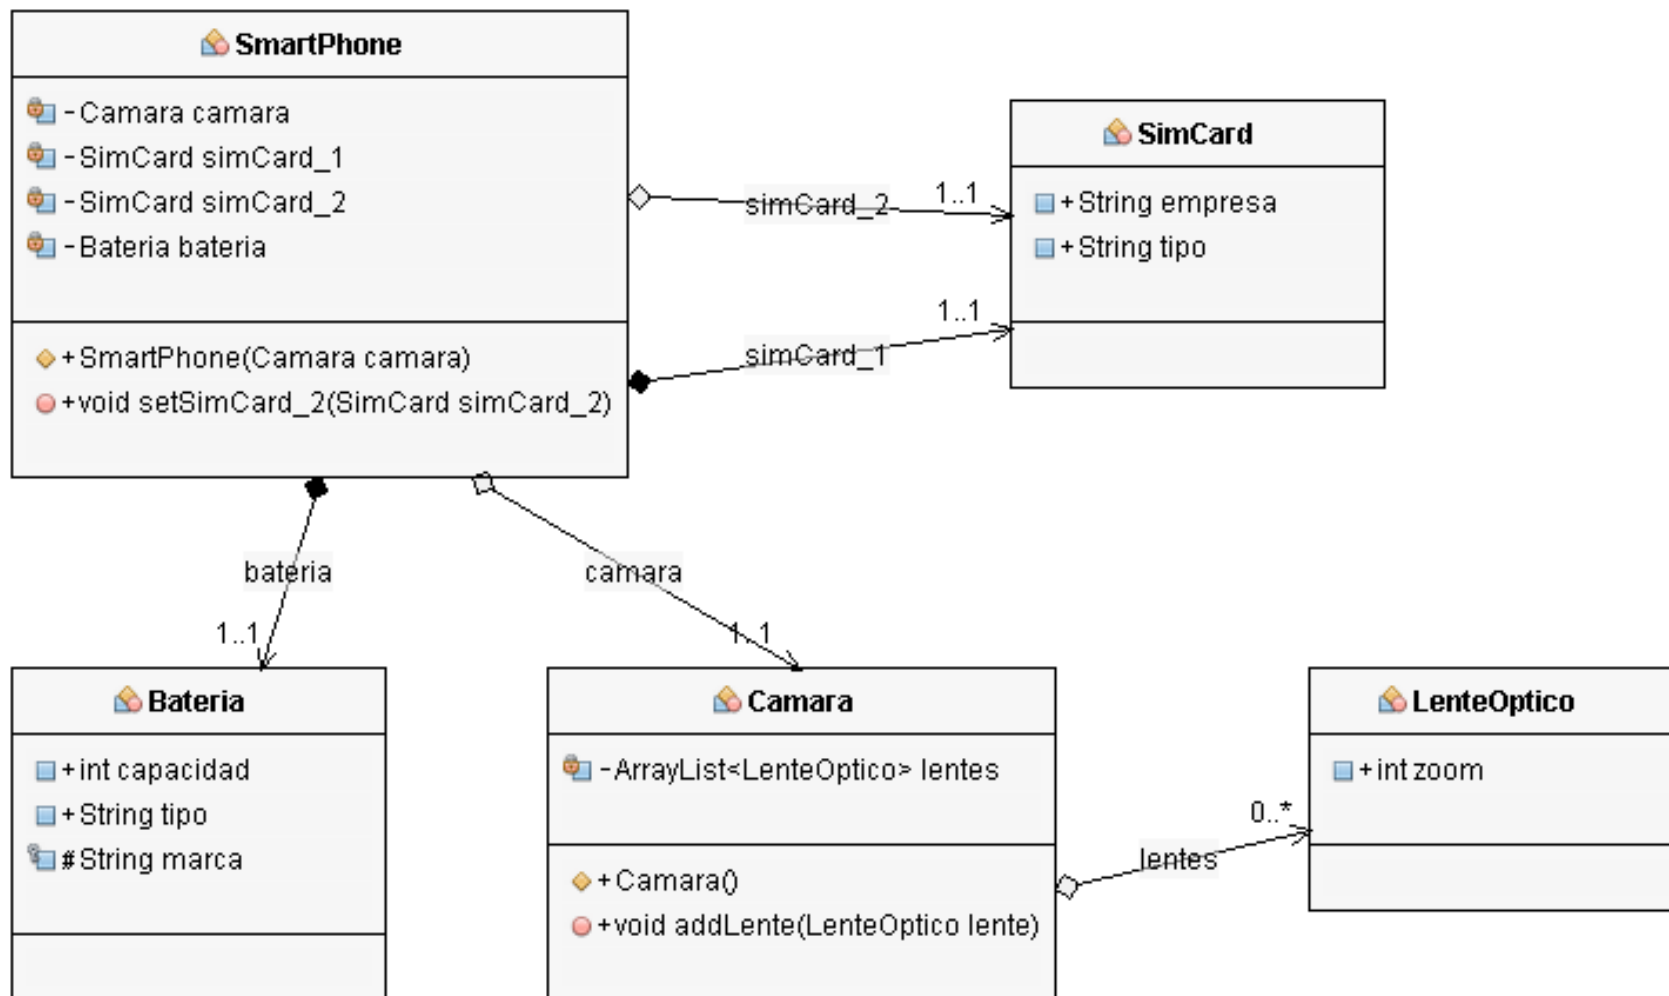 SmartPhone
-Camara camara
-SimCard simCard_1
-SimCard simCard_2
-Bateria bateria
+SmartPhone(Camara camara)
+void setSimCard_2(SimCard simCard_2)
simCard_2
1..1
simCard_1
1..1
SimCard
+String empresa
+String tipo
bateria
1..1
camara
1..1
Bateria
+int capacidad
+String tipo
#String marca
Camara
-ArrayList<LenteOptico> lentes
+Camara()
+void addLente(LenteOptico lente)
lentes
0..*
LenteOptico
+int zoom